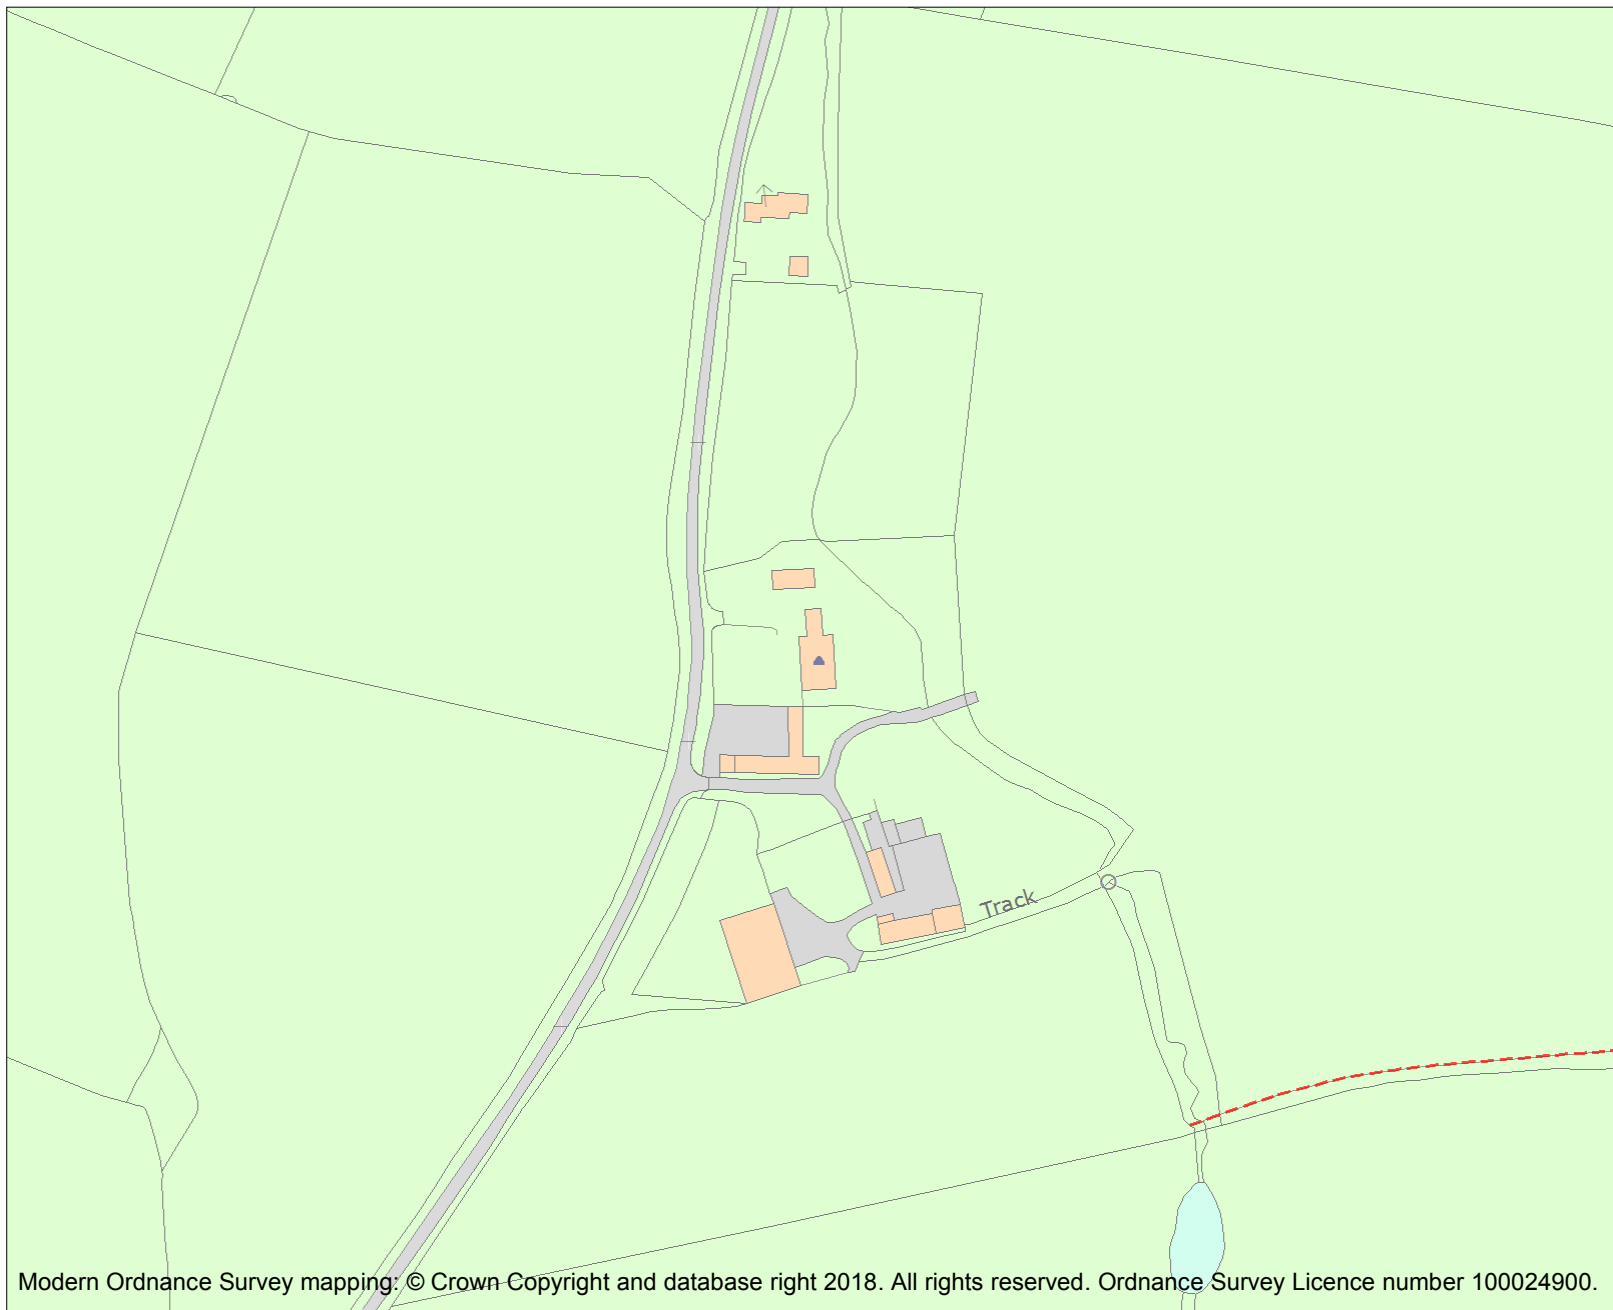 Track
Modern Ordnance Survey mapping: © Crown Copyright and database right 2018. All rights reserved. Ordnance Survey Licence number 100024900.